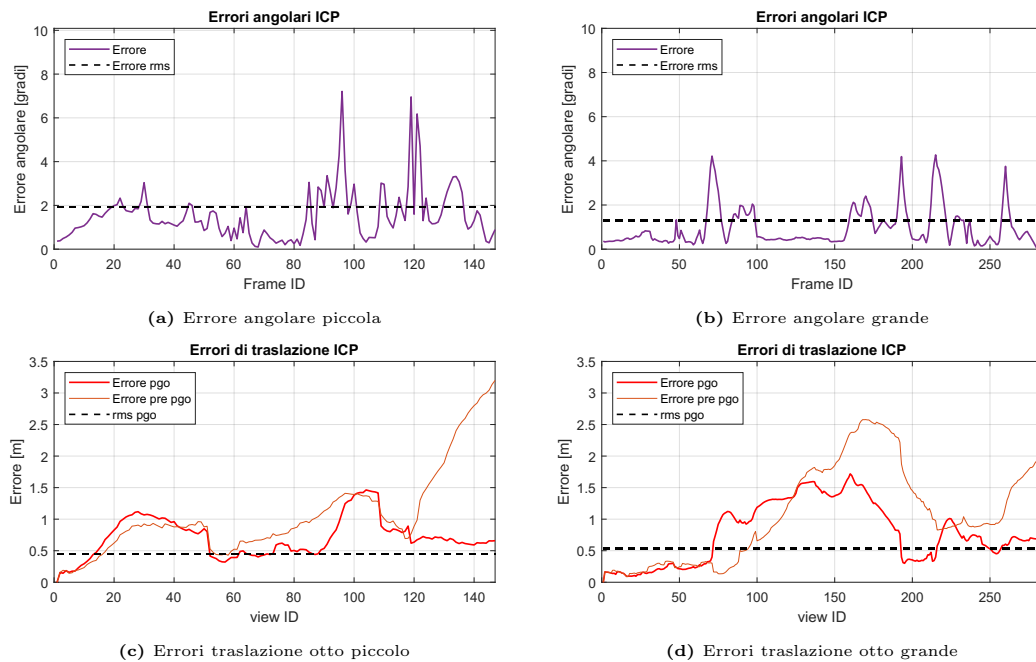 Errori angolari ICP
Errore angolare [gradi]
10
8
6
4
2
0
Errore
Errore rms
0 20 40 60 80 100 120 140
Frame ID
(a) Errore angolare piccola
Errori angolari ICP
Errore angolare [gradi]
10
8
6
4
2
0
Errore
Errore rms
0 50 100 150 200 250
Frame ID
(b) Errore angolare grande
Errori di traslazione ICP
Errore [m]
3.5
3
2.5
2
1.5
1
0.5
0
Errore pgo
Errore pre pgo
rms pgo
0 20 40 60 80 100 120 140
view ID
(c) Errori traslazione otto piccolo
Errori di traslazione ICP
Errore [m]
3.5
3
2.5
2
1.5
1
0.5
0
Errore pgo
Errore pre pgo
rms pgo
0 50 100 150 200 250
view ID
(d) Errori traslazione otto grande